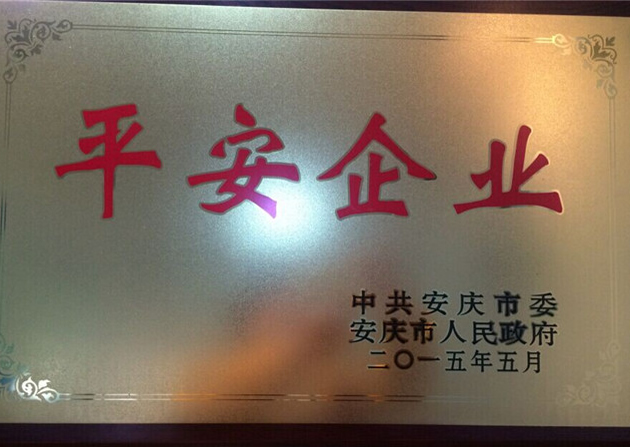 平安企业
中共安庆市委
安庆市人民政府
二〇一五年五月